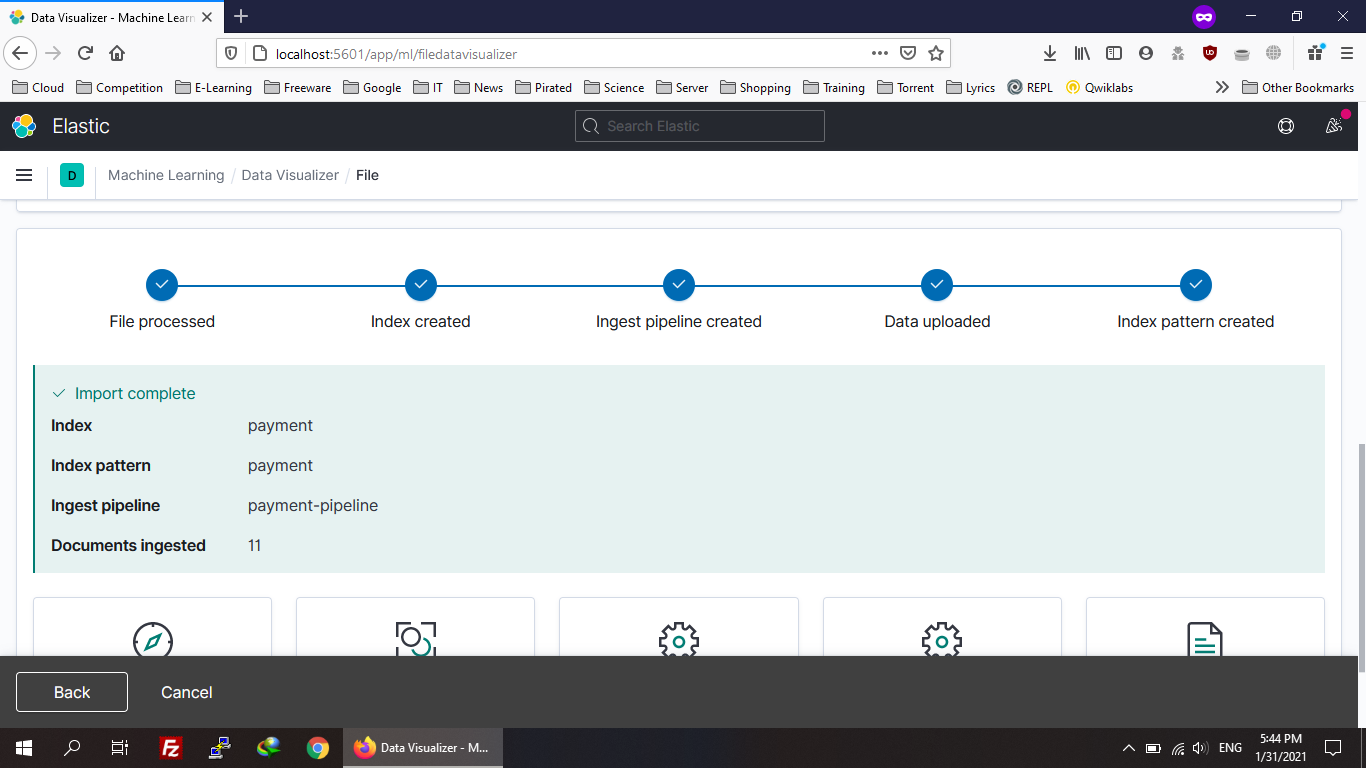 Data Visualizer - Machine Learn
localhost:5601/app/ml/filedatavisualizer
Cloud Competition E-Learning Freeware Google IT News Pirated Science Server Shopping Training Torrent Lyrics REPL Qwiklabs Other Bookmarks
Elastic Search Elastic
D Machine Learning / Data Visualizer / File
File processed Index created Ingest pipeline created Data uploaded Index pattern created
Import complete
Index payment
Index pattern payment
Ingest pipeline payment-pipeline
Documents ingested 11
Back Cancel
Fz Data Visualizer - M... ENG 5:44 PM
1/31/2021